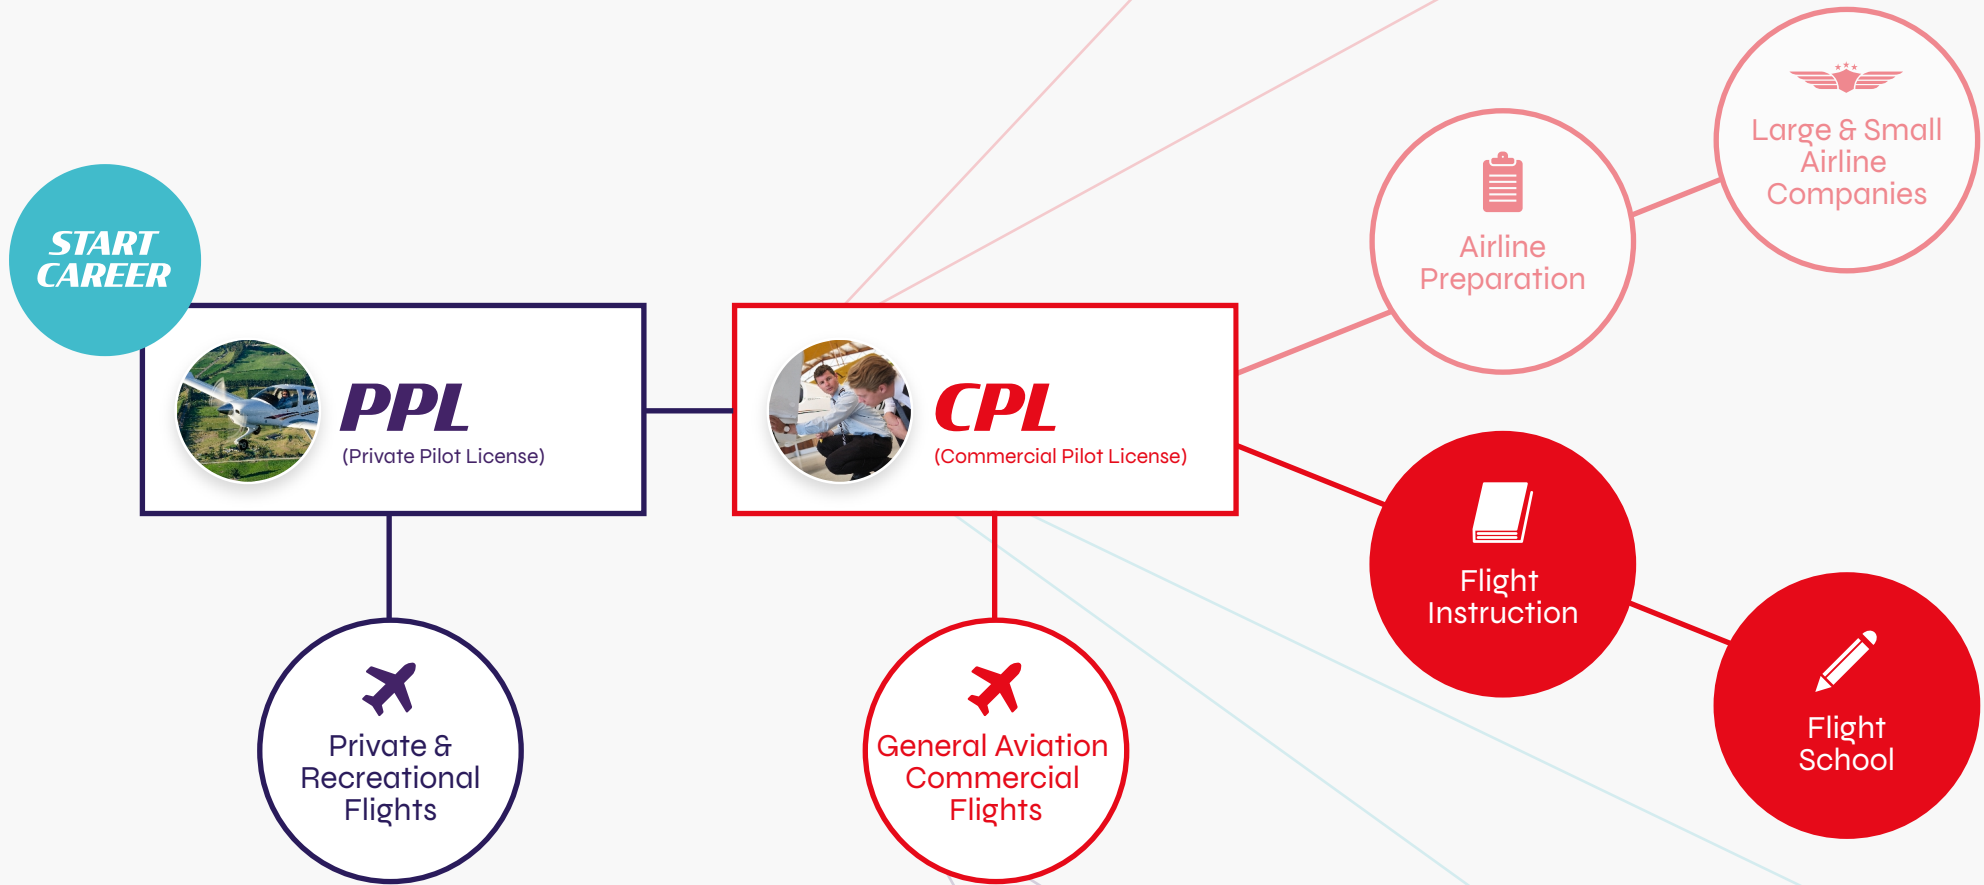 START
CAREER
PPL
(Private Pilot License)
CPL
(Commercial Pilot License)
Airline
Preparation
Large & Small
Airline
Companies
Flight
Instruction
Flight
School
Private &
Recreational
Flights
General Aviation
Commercial
Flights